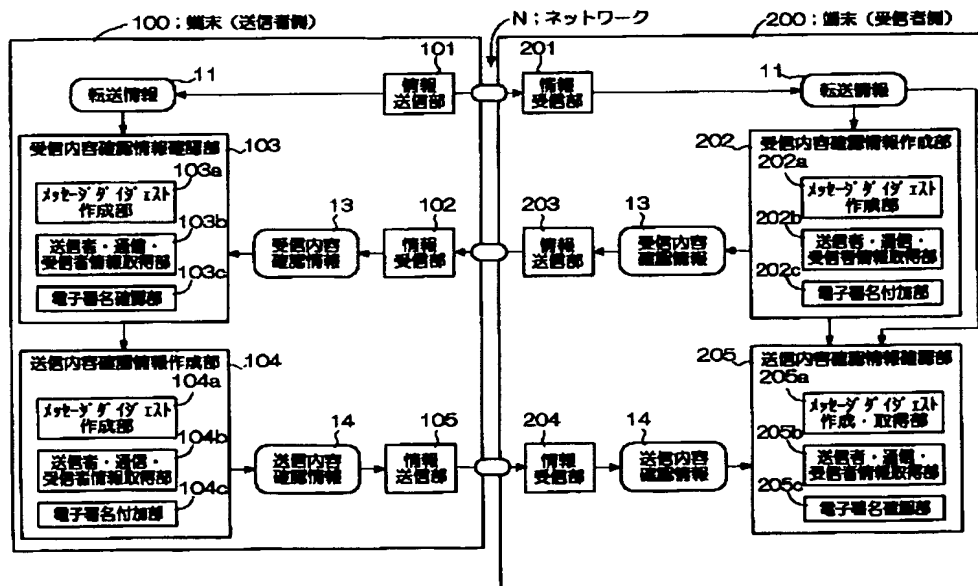 100;端末(送信者側)
N;ネットワーク
200;端末(受信者側)
101
201
11
転送情報
情報
送信部
情報
受信部
11
転送情報
受信内容確認情報確認部
103
103a
メッセージダイジェスト
作成部
103b
送信者・通信・
受信者情報取得部
103c
電子署名確認部
13
受信内容
確認情報
102
情報
受信部
203
情報
送信部
13
受信内容
確認情報
202
受信内容確認情報作成部
202a
メッセージダイジェスト
作成部
202b
送信者・通信・
受信者情報取得部
202c
電子署名付加部
送信内容確認情報作成部
104
104a
メッセージダイジェスト
作成部
104b
送信者・通信・
受信者情報取得部
104c
電子署名付加部
14
送信内容
確認情報
105
情報
送信部
204
情報
受信部
14
送信内容
確認情報
205
送信内容確認情報確認部
205a
メッセージダイジェスト
作成・取得部
205b
送信者・通信・
受信者情報取得部
205c
電子署名確認部